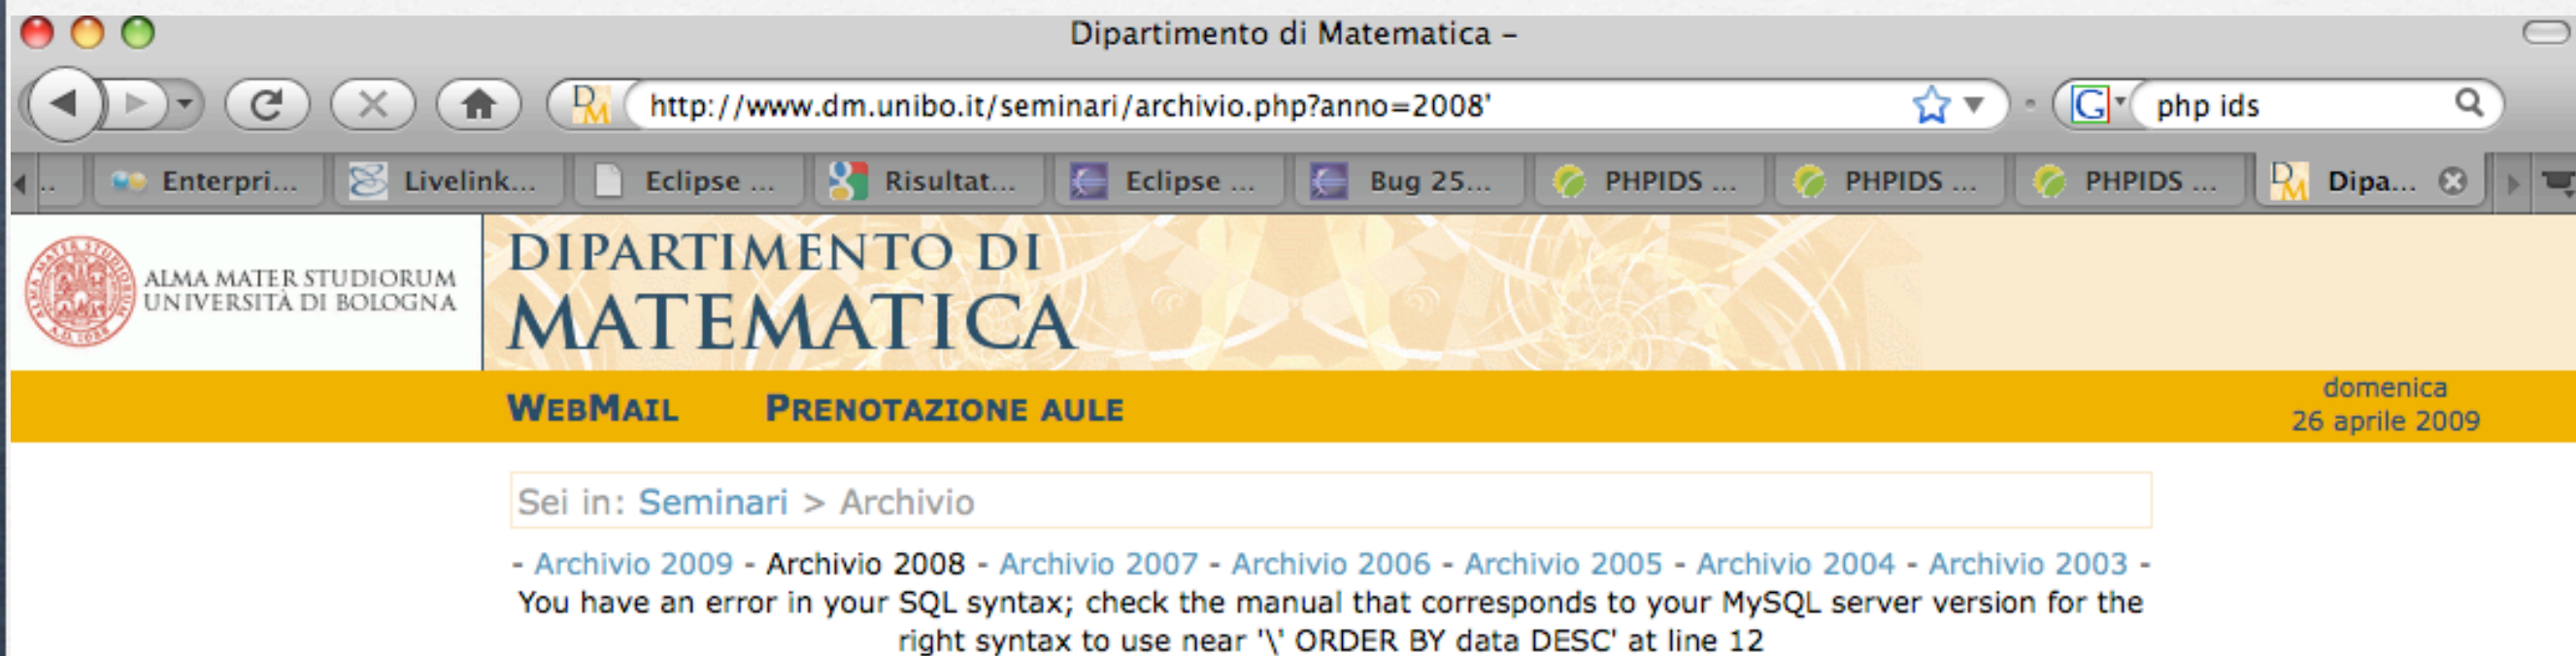 Dipartimento di Matematica –
http://www.dm.unibo.it/seminari/archivio.php?anno=2008'
php ids
.. Enterpri... Livelink... Eclipse ... Risultat... Eclipse ... Bug 25... PHPIDS ... PHPIDS ... PHPIDS ... Dipa...
ALMA MATER STUDIORUM
UNIVERSITÀ DI BOLOGNA
DIPARTIMENTO DI
MATEMATICA
WEBMAIL PRENOTAZIONE AULE
domenica
26 aprile 2009
Sei in: Seminari > Archivio
- Archivio 2009 - Archivio 2008 - Archivio 2007 - Archivio 2006 - Archivio 2005 - Archivio 2004 - Archivio 2003 -
You have an error in your SQL syntax; check the manual that corresponds to your MySQL server version for the
right syntax to use near '\' ORDER BY data DESC' at line 12